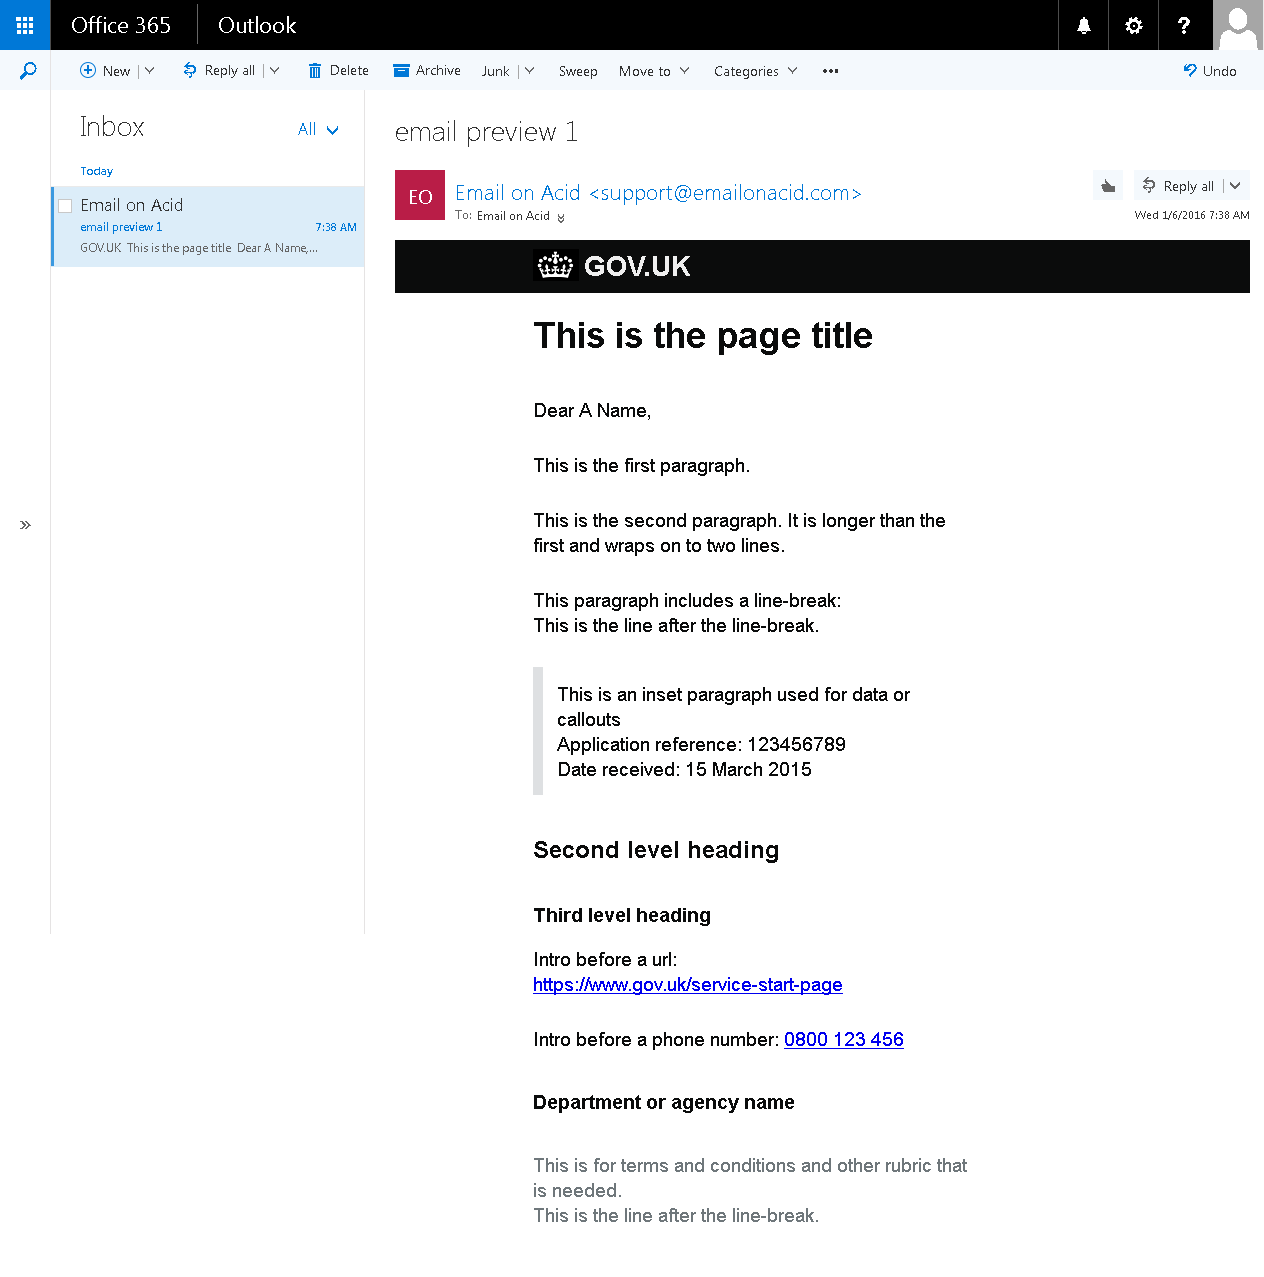 Office 365
Outlook
?
New
Reply all
Delete
Archive
Junk
Sweep
Move to
Categories
Undo
Inbox
All
Today
Email on Acid
email preview 1 7:38 AM
GOV.UK This is the page title Dear A Name,...
email preview 1
EO
Email on Acid <support@emailonacid.com>
To: Email on Acid
Reply all
Wed 1/6/2016 7:38 AM
GOV.UK
This is the page title
Dear A Name,
This is the first paragraph.
This is the second paragraph. It is longer than the
first and wraps on to two lines.
This paragraph includes a line-break:
This is the line after the line-break.
This is an inset paragraph used for data or
callouts
Application reference: 123456789
Date received: 15 March 2015
Second level heading
Third level heading
Intro before a url:
https://www.gov.uk/service-start-page
Intro before a phone number: 0800 123 456
Department or agency name
This is for terms and conditions and other rubric that
is needed.
This is the line after the line-break.